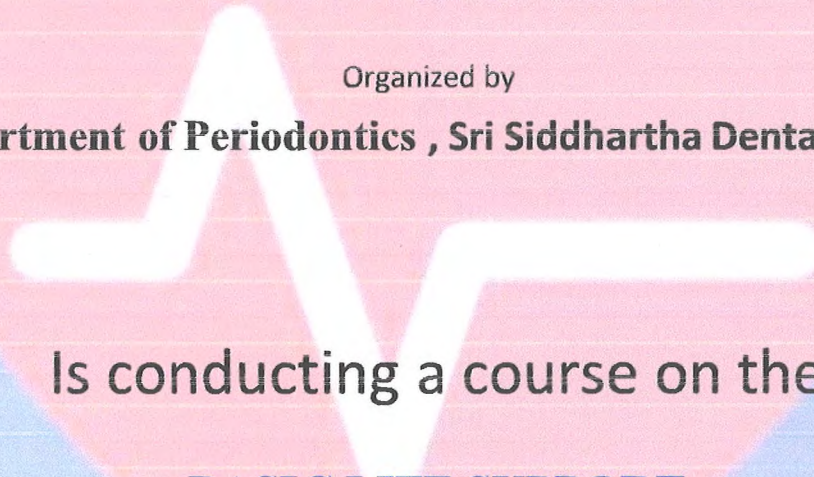 Organized by
rtment of Periodontics , Sri Siddhartha Denta
Is conducting a course on the